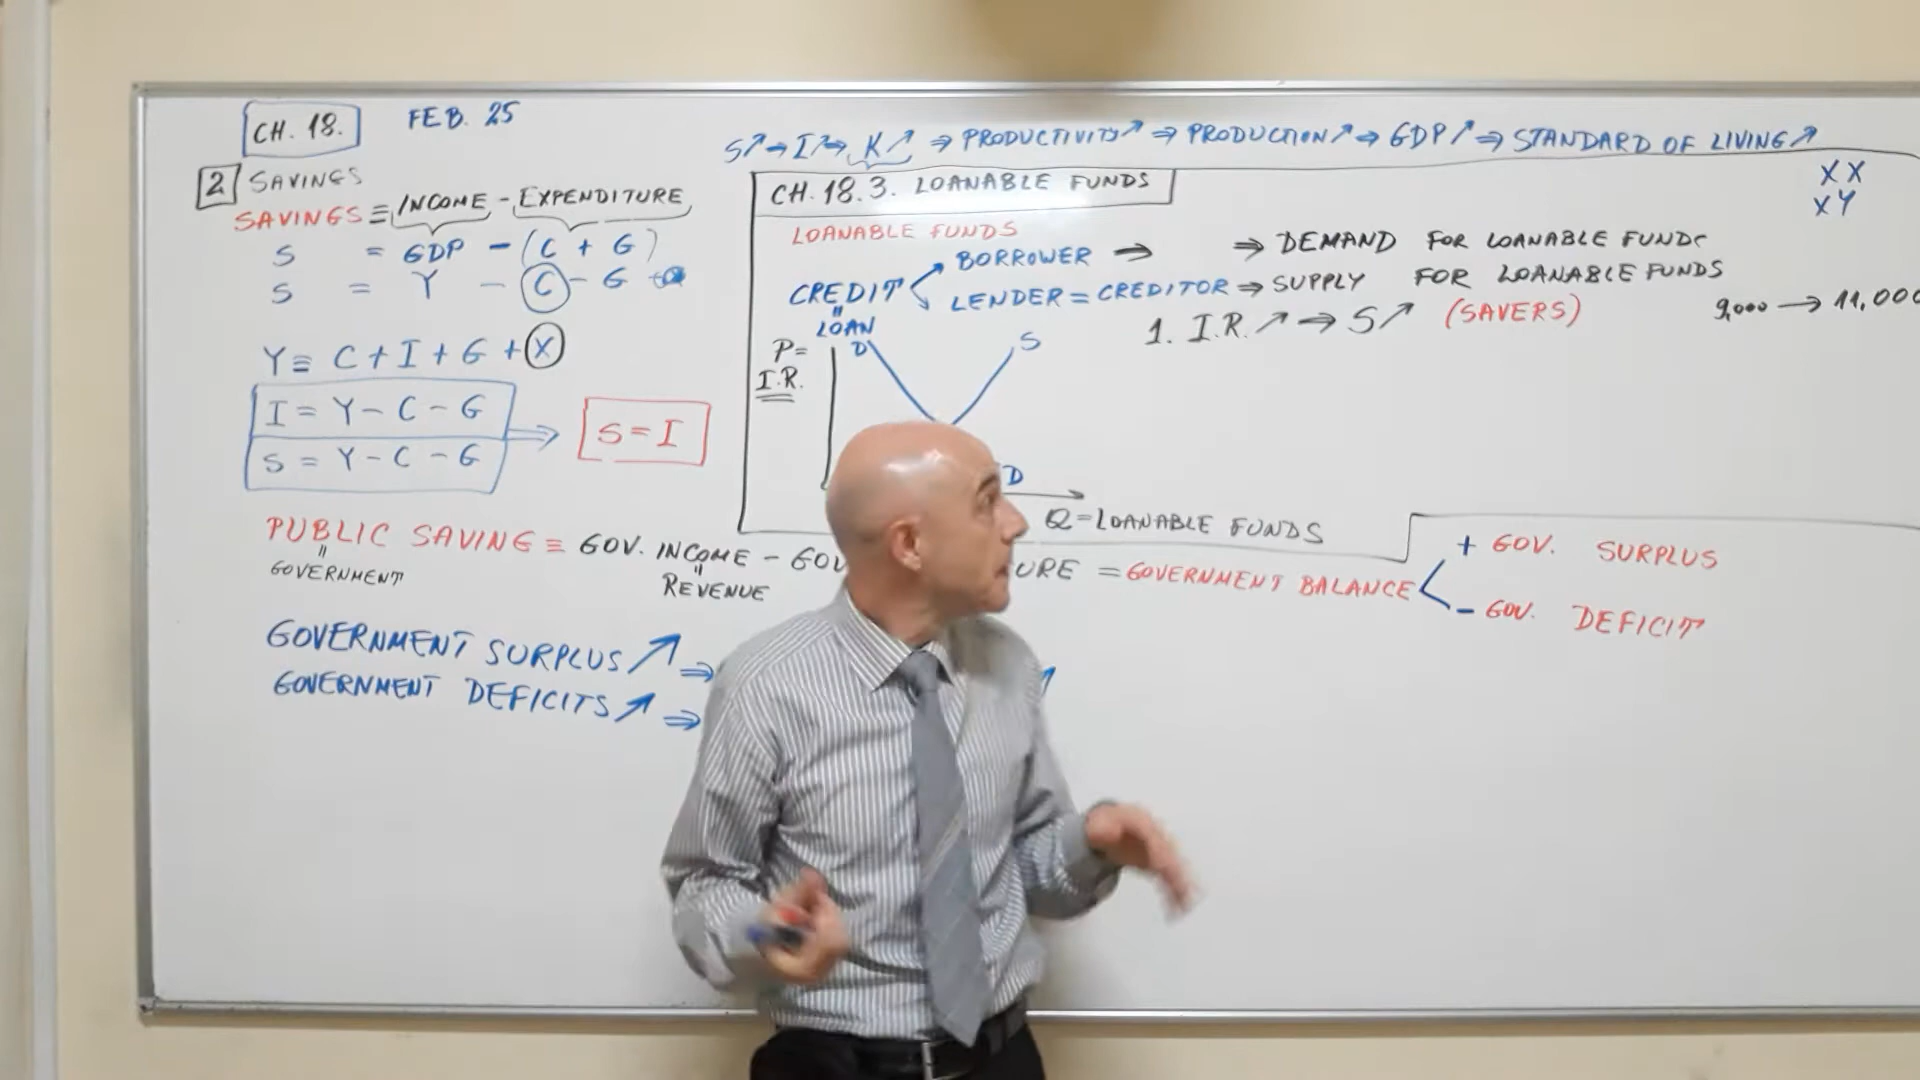 CH. 18.
FEB. 25
2 SAVINGS
SAVINGS ≡ INCOME - EXPENDITURE
S = GDP - (C + G)
S = Y - C - G
Y ≡ C + I + G + X
I = Y - C - G
S = Y - C - G
⇒ S = I
S↗ ⇒ I↗ ⇒ K↗ ⇒ PRODUCTIVITY↗ ⇒ PRODUCTION↗ ⇒ GDP↗ ⇒ STANDARD OF LIVING↗
XX
XY
CH. 18.3. LOANABLE FUNDS
LOANABLE FUNDS
BORROWER → ⇒ DEMAND FOR LOANABLE FUNDS
CREDIT
LENDER = CREDITOR ⇒ SUPPLY FOR LOANABLE FUNDS
"
LOAN
1. I.R. ↗ ⇒ S↗ (SAVERS)
9,000 → 11,000
P=
I.R.
D
S
D
Q=LOANABLE FUNDS
PUBLIC SAVING ≡ GOV. INCOME - GOV URE = GOVERNMENT BALANCE
"
GOVERNMENT
"
REVENUE
+ GOV. SURPLUS
- GOV. DEFICIT
GOVERNMENT SURPLUS ↗ ⇒
GOVERNMENT DEFICITS ↗ ⇒